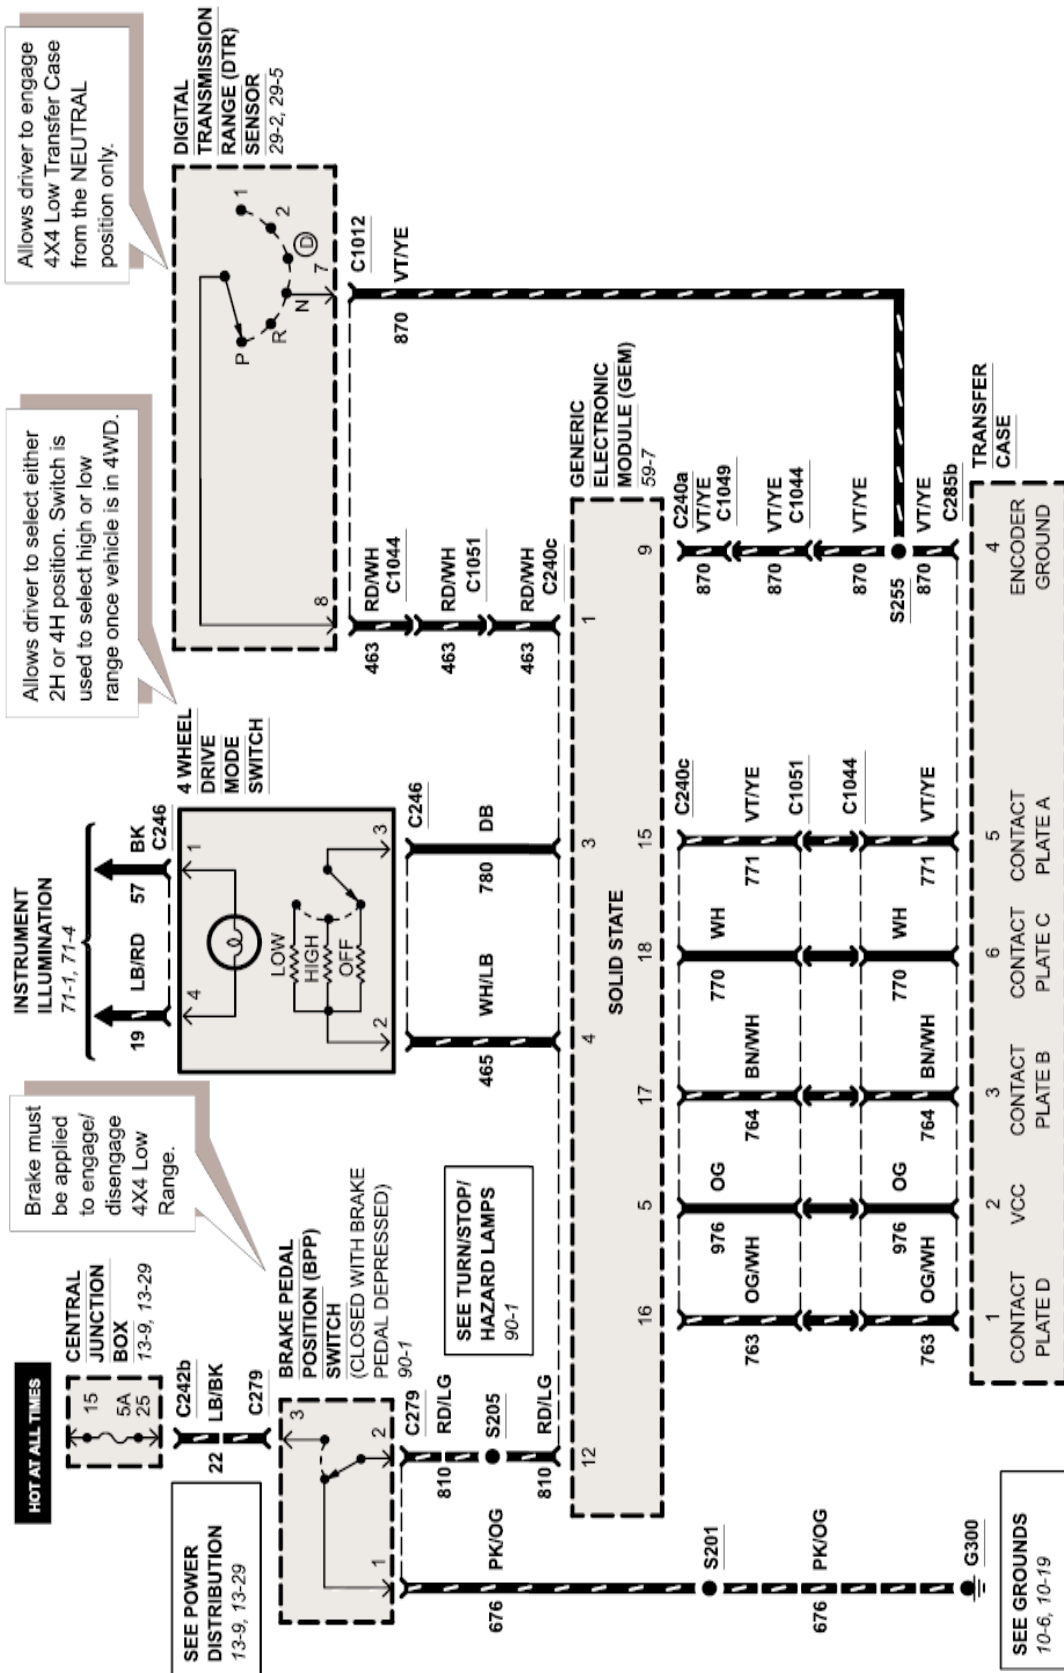 HOT AT ALL TIMES
CENTRAL
JUNCTION
BOX
13-9, 13-29
15
5A
25
C242b
22
LB/BK
C279
SEE POWER
DISTRIBUTION
13-9, 13-29
Brake must
be applied
to engage/
disengage
4X4 Low
Range.
BRAKE PEDAL
POSITION (BPP)
SWITCH
(CLOSED WITH BRAKE
PEDAL DEPRESSED)
90-1
3
1
2
C279
810
RD/LG
S205
810
RD/LG
SEE TURN/STOP/
HAZARD LAMPS
90-1
676
PK/OG
S201
676
PK/OG
G300
SEE GROUNDS
10-6, 10-19
INSTRUMENT
ILLUMINATION
71-1, 71-4
19
LB/RD
57
BK
C246
4
1
LOW
HIGH
OFF
2
3
4 WHEEL
DRIVE
MODE
SWITCH
Allows driver to select either
2H or 4H position. Switch is
used to select high or low
range once vehicle is in 4WD.
C246
465
WH/LB
780
DB
Allows driver to engage
4X4 Low Transfer Case
from the NEUTRAL
position only.
DIGITAL
TRANSMISSION
RANGE (DTR)
SENSOR
29-2, 29-5
P
R
N
D
2
1
8
7
C1012
463
RD/WH
C1044
463
RD/WH
C1051
463
RD/WH
C240c
870
VT/YE
GENERIC
ELECTRONIC
MODULE (GEM)
59-7
12
4
3
1
SOLID STATE
16
5
17
18
15
9
C240c
C240a
763
OG/WH
976
OG
764
BN/WH
770
WH
771
VT/YE
C1051
C1044
763
OG/WH
976
OG
764
BN/WH
770
WH
771
VT/YE
870
VT/YE
C1049
870
VT/YE
C1044
870
VT/YE
S255
870
VT/YE
C285b
TRANSFER
CASE
1
CONTACT
PLATE D
2
VCC
3
CONTACT
PLATE B
6
CONTACT
PLATE C
5
CONTACT
PLATE A
4
ENCODER
GROUND